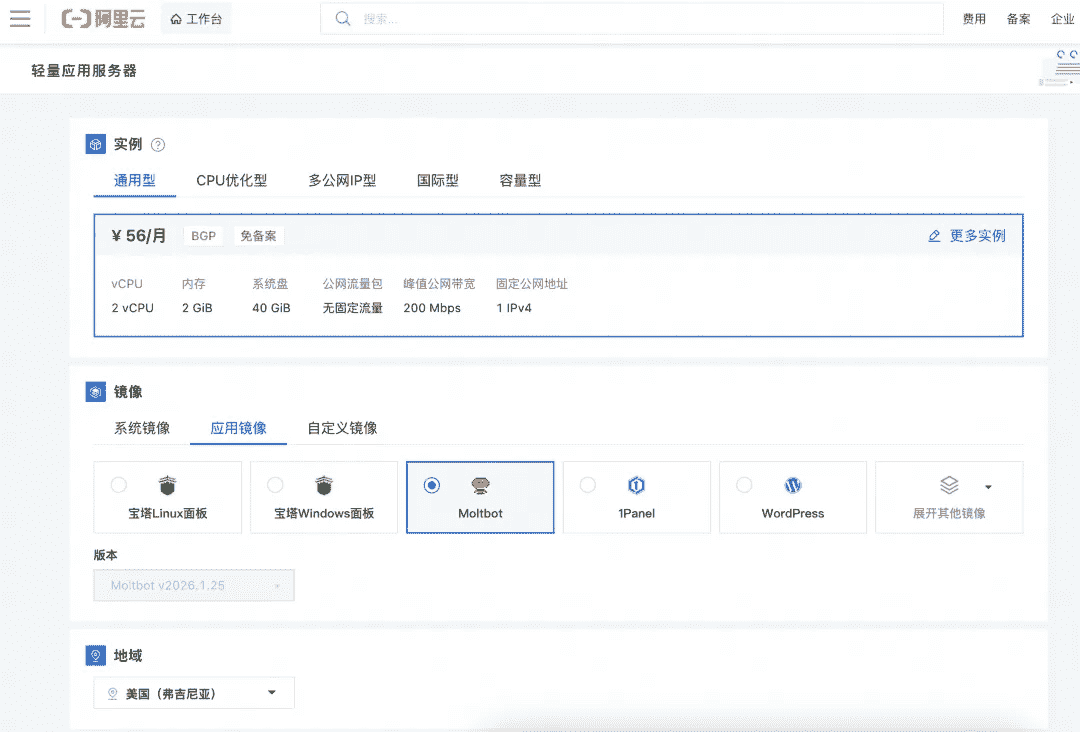 阿里云 工作台 搜索... 费用 备案 企业
轻量应用服务器
实例
通用型 CPU优化型 多公网IP型 国际型 容量型
¥ 56/月 BGP 免备案 更多实例
vCPU 内存 系统盘 公网流量包 峰值公网带宽 固定公网地址
2 vCPU 2 GiB 40 GiB 无固定流量 200 Mbps 1 IPv4
镜像
系统镜像 应用镜像 自定义镜像
宝塔Linux面板 宝塔Windows面板 Moltbot 1Panel WordPress 展开其他镜像
版本
Moltbot v2026.1.25
地域
美国（弗吉尼亚）